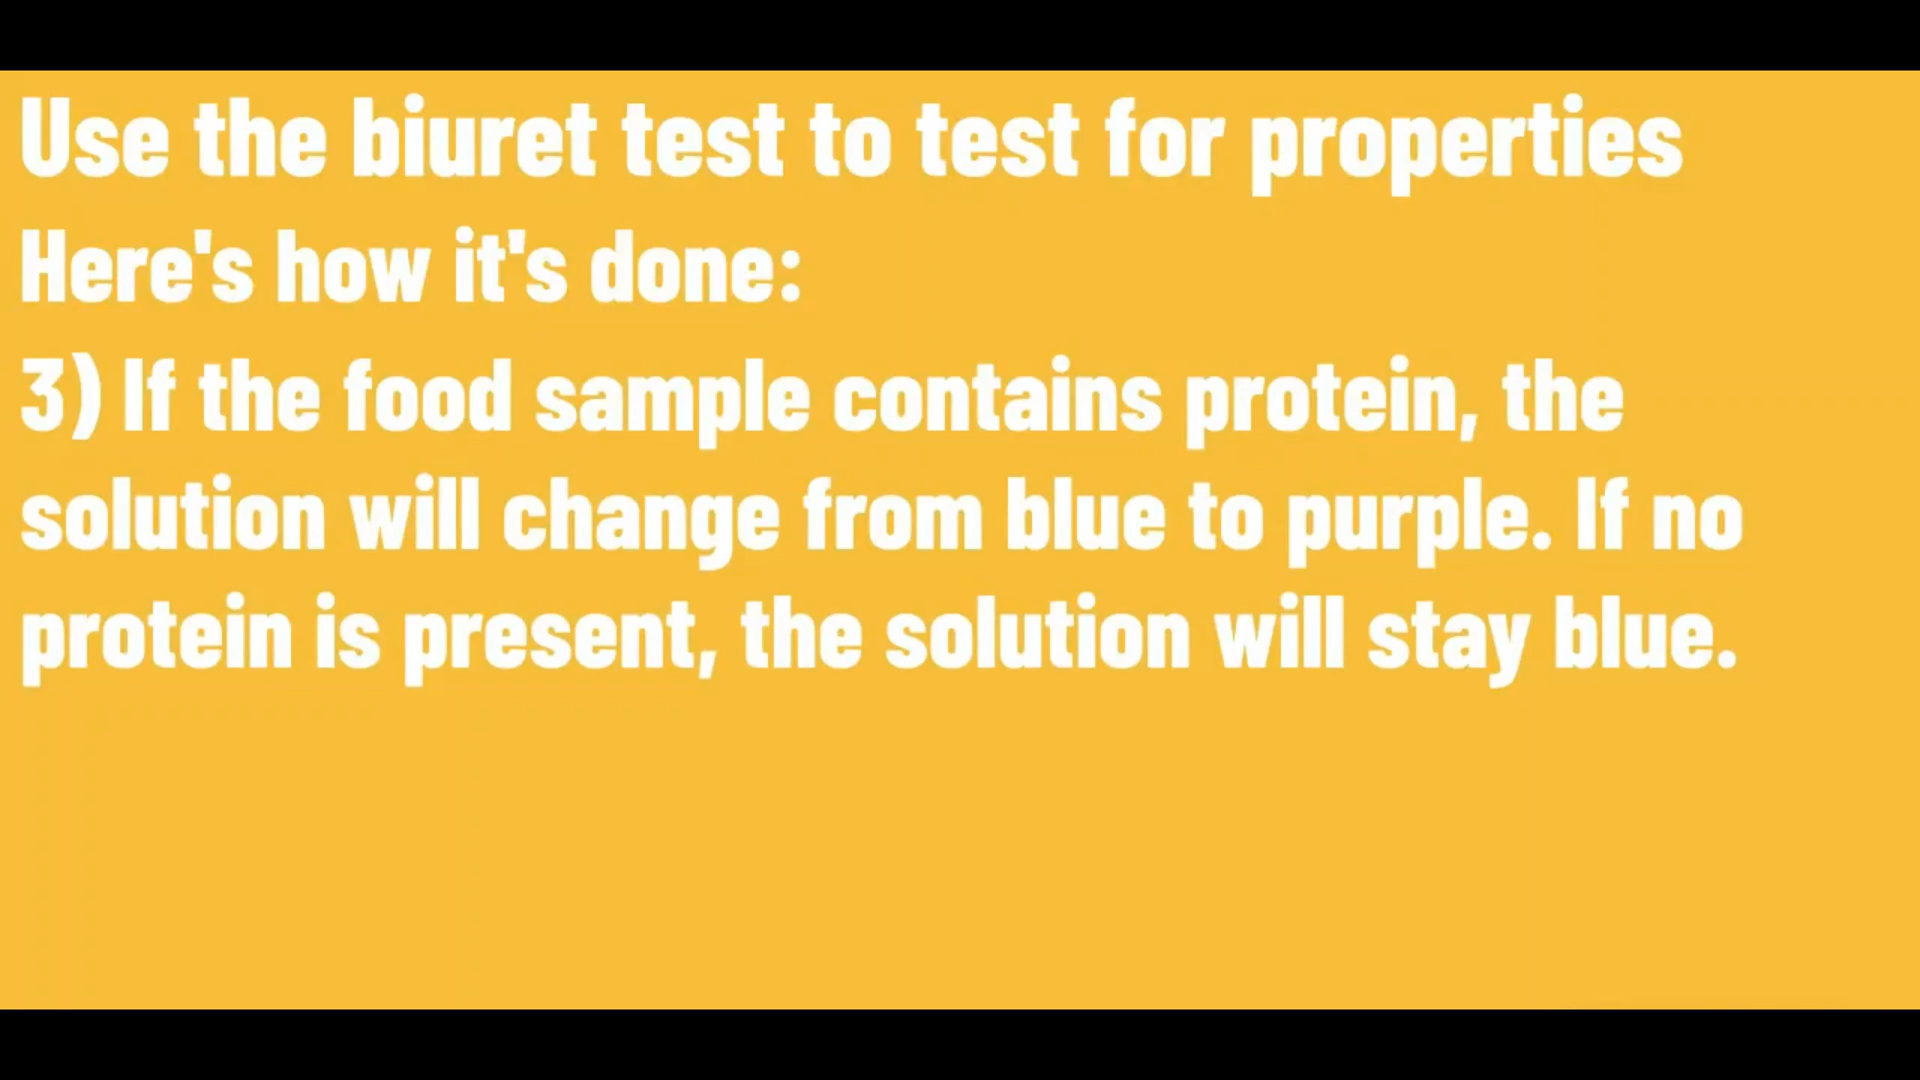 Use the biuret test to test for properties
Here's how it's done:
3) If the food sample contains protein, the
solution will change from blue to purple. If no
protein is present, the solution will stay blue.